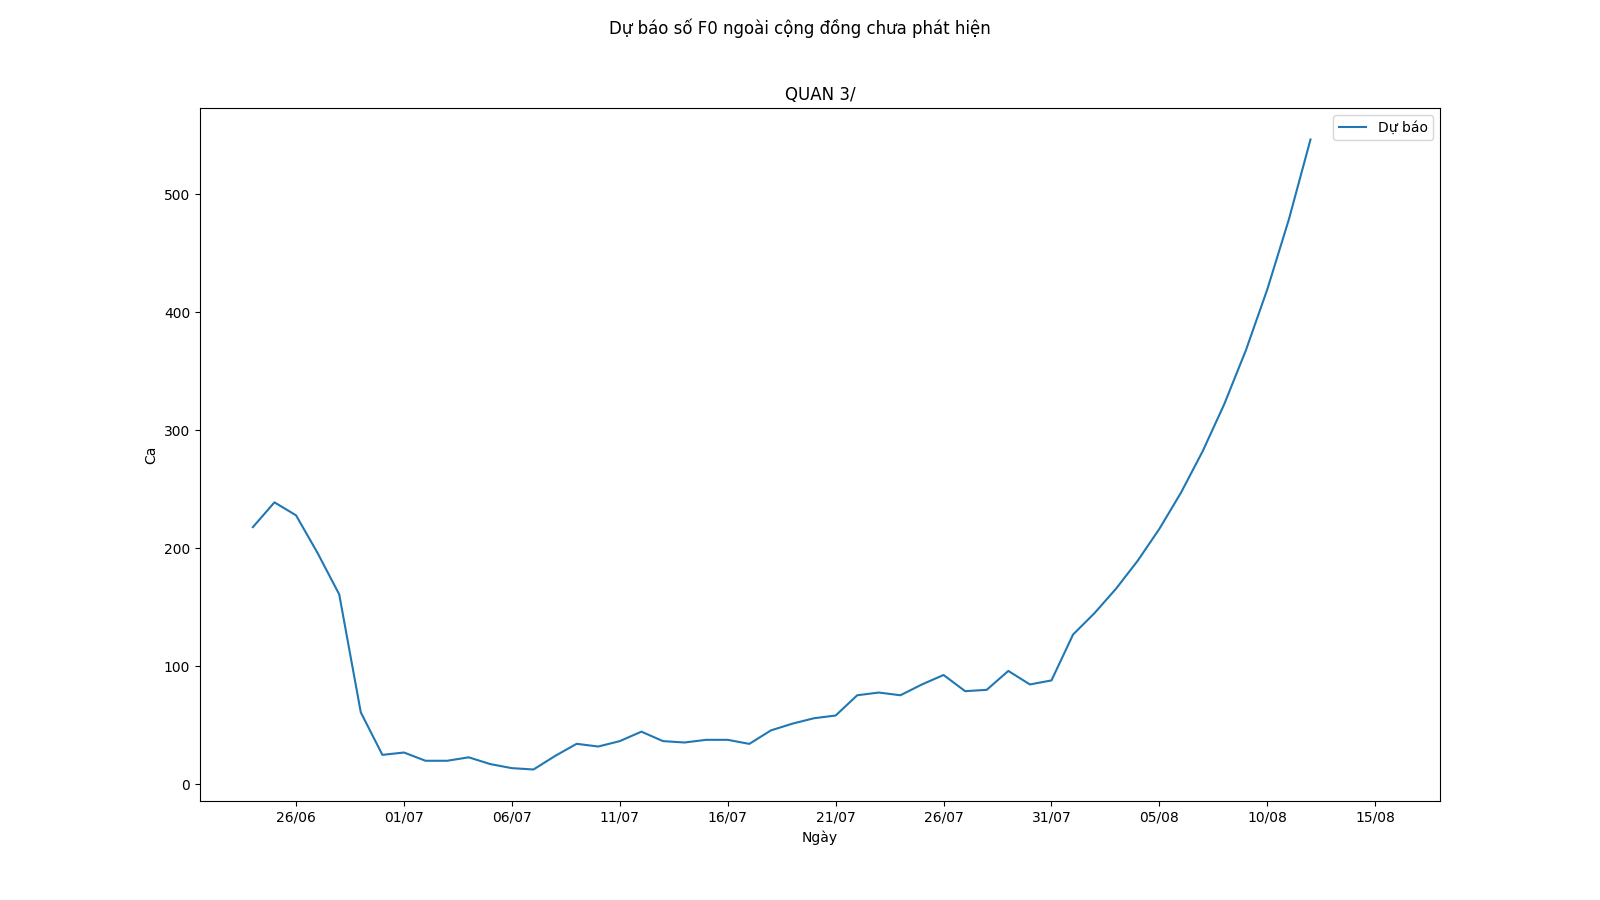 Dự báo số F0 ngoài cộng đồng chưa phát hiện
QUAN 3/
Dự báo
500
400
300
200
100
0
Ca
26/06 01/07 06/07 11/07 16/07 21/07 26/07 31/07 05/08 10/08 15/08
Ngày